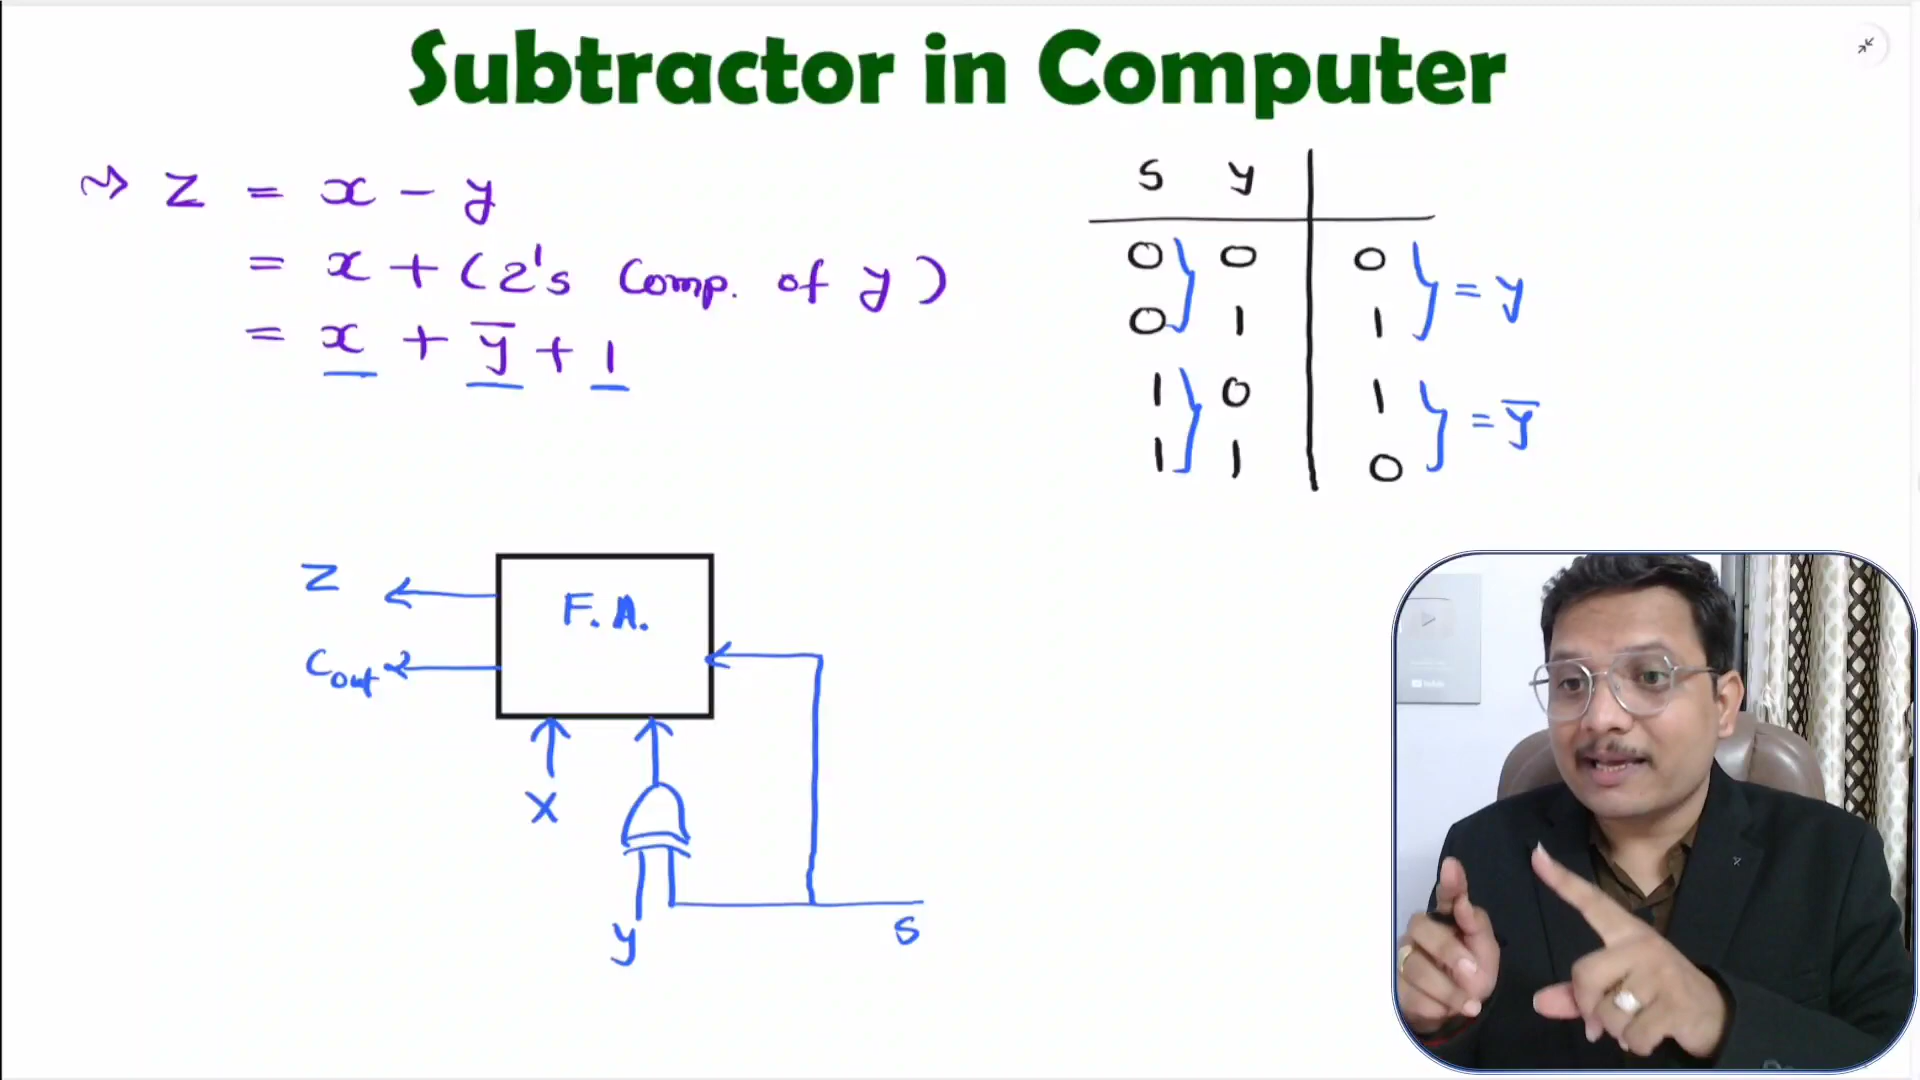 Subtractor in Computer
⇝ z = x - y
= x + (2's Comp. of y)
= x + y̅ + 1
s y
0 0 0
0 1 1
= y
1 0 1
1 1 0
= y̅
Z
F.A.
Cout
X
y
s